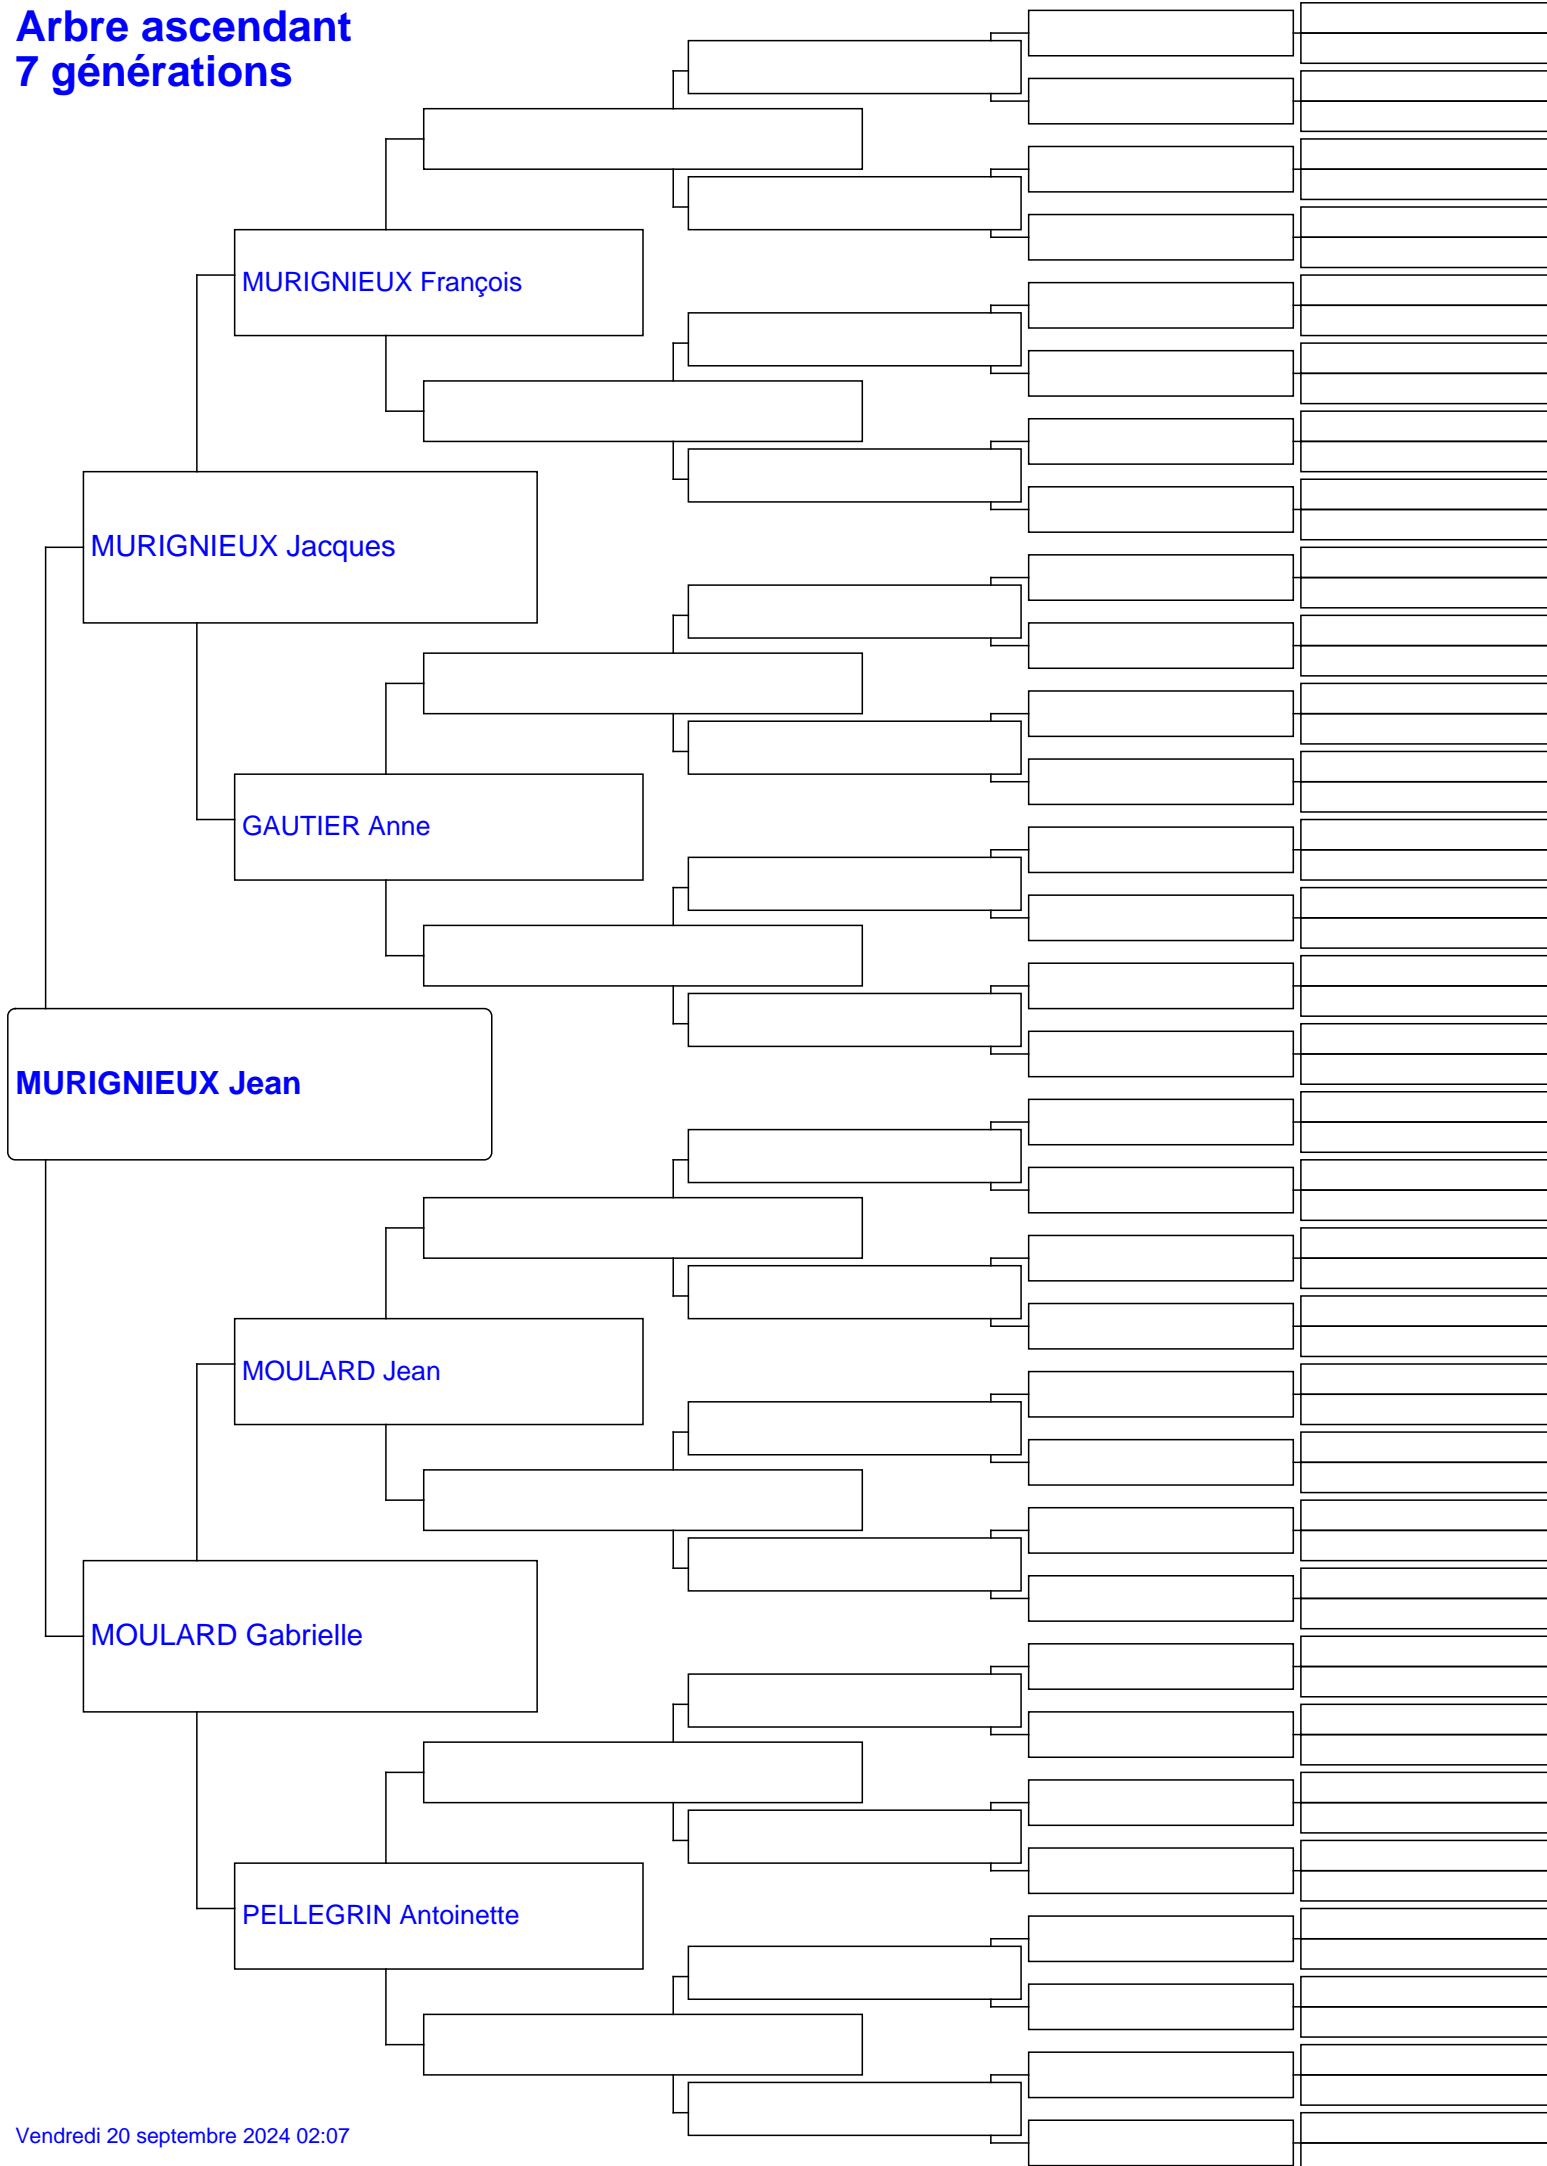 Arbre ascendant
7 générations
MURIGNIEUX François
MURIGNIEUX Jacques
GAUTIER Anne
MURIGNIEUX Jean
MOULARD Jean
MOULARD Gabrielle
PELLEGRIN Antoinette
Vendredi 20 septembre 2024 02:07